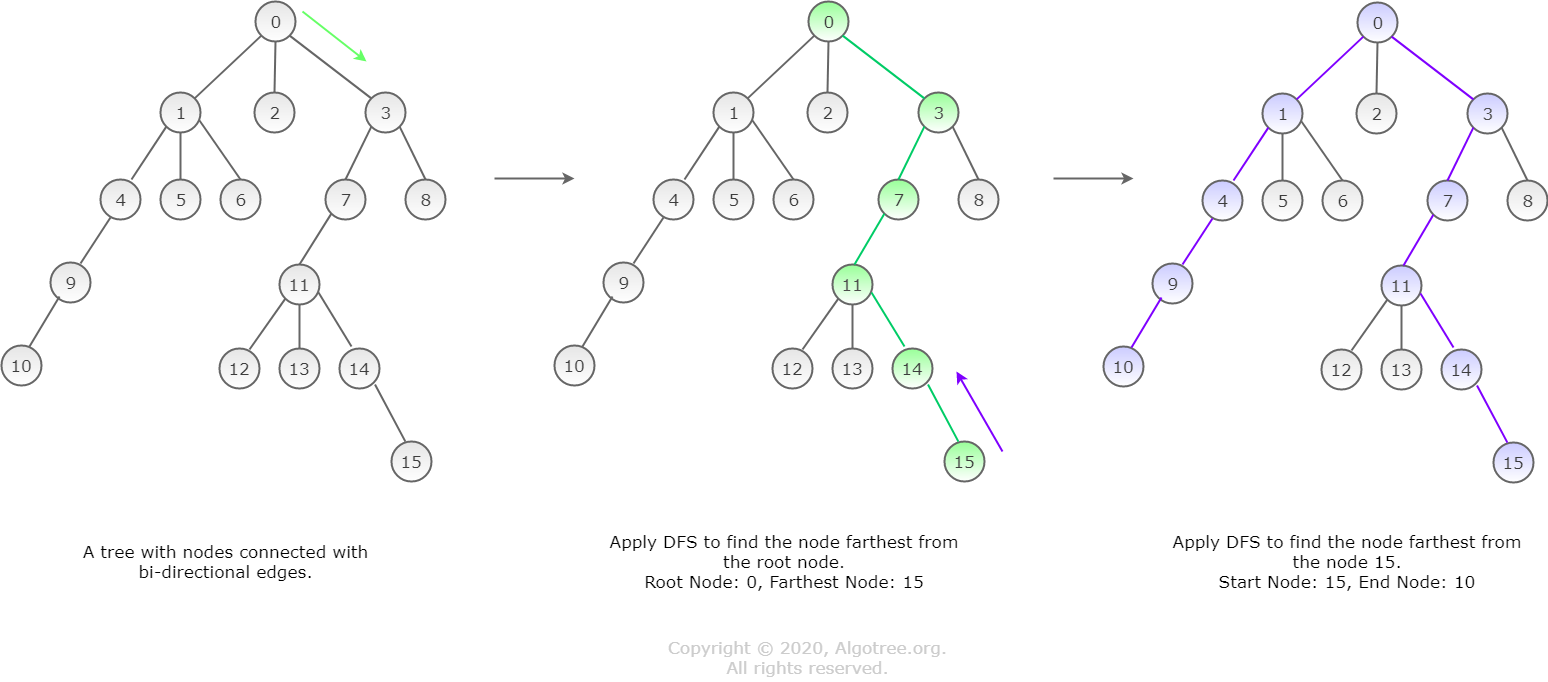 0
1 2 3
4 5 6 7 8
9 11
10 12 13 14
15
A tree with nodes connected with
bi-directional edges.
0
1 2 3
4 5 6 7 8
9 11
10 12 13 14
15
Apply DFS to find the node farthest from
the root node.
Root Node: 0, Farthest Node: 15
0
1 2 3
4 5 6 7 8
9 11
10 12 13 14
15
Apply DFS to find the node farthest from
the node 15.
Start Node: 15, End Node: 10
Copyright © 2020, Algotree.org.
All rights reserved.